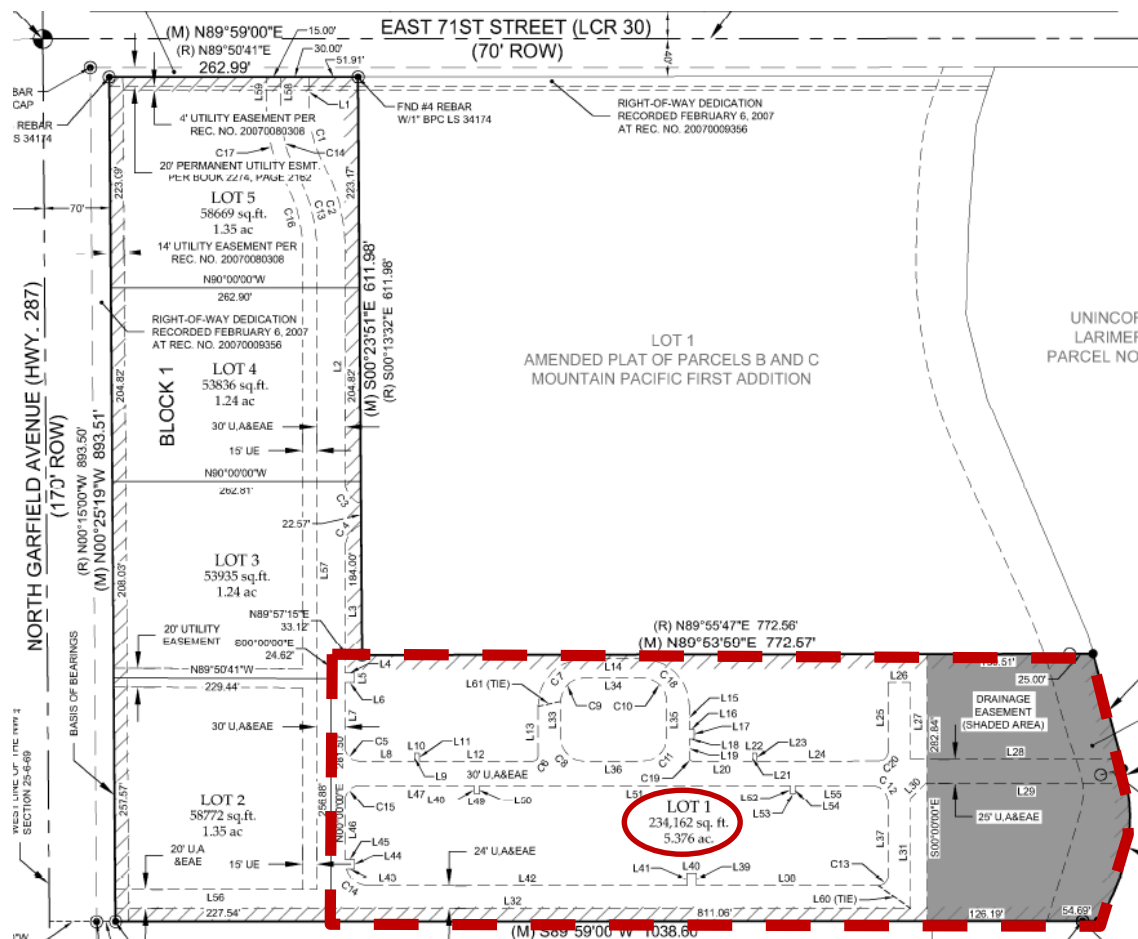 EAST 71ST STREET (LCR 30)
(70' ROW)
(M) N89°59'00"E
(R) N89°50'41"E
262.99'
15.00'
30.00'
51.91'
40'
BAR
CAP
REBAR
S 34174
L59
L58
L1
FND #4 REBAR
W/1" BPC LS 34174
RIGHT-OF-WAY DEDICATION
RECORDED FEBRUARY 6, 2007
AT REC. NO. 20070009356
4' UTILITY EASEMENT PER
REC. NO. 20070080308
C1
C17
C14
20' PERMANENT UTILITY ESMT.
PER BOOK 2274, PAGE 2162
223.69'
223.17'
LOT 5
58669 sq.ft.
1.35 ac
C16
C13
C2
70'
14' UTILITY EASEMENT PER
REC. NO. 20070080308
N90°00'00"W
262.90'
(M) S00°23'51"E 611.98'
(R) S00°13'32"E 611.98'
RIGHT-OF-WAY DEDICATION
RECORDED FEBRUARY 6, 2007
AT REC. NO. 20070009356
LOT 1
AMENDED PLAT OF PARCELS B AND C
MOUNTAIN PACIFIC FIRST ADDITION
UNINCOR
LARIMER
PARCEL NO
NORTH GARFIELD AVENUE (HWY. 287)
(170' ROW)
(R) N00°15'00"W 893.50'
(M) N00°25'19"W 893.51'
204.82'
BLOCK 1
LOT 4
53836 sq.ft.
1.24 ac
L2
204.82'
30' U,A&EAE
15' UE
N90°00'00"W
262.81'
C3
22.57'
C4
208.03'
LOT 3
53935 sq.ft.
1.24 ac
L57
184.00'
L3
N89°57'15"E
33.12'
S00°00'00"E
24.62'
20' UTILITY
EASEMENT
N89°50'41"W
229.44'
BASIS OF BEARINGS
SECTION 25-6-69
(R) N89°55'47"E 772.56'
(M) N89°53'59"E 772.57'
25.00'
L4
L5
L6
L7
L61 (TIE)
C7
L14
L34
C18
C9
C10
L15
L16
L17
L18
L19
L13
L33
L35
L26
L25
L27
282.84'
DRAINAGE
EASEMENT
(SHADED AREA)
30' U,A&EAE
281.50'
C5
L8
L10
L11
L9
L12
C6
C8
L36
C11
C19
L20
L22
L23
L21
L24
C20
L28
L29
30' U,A&EAE
257.57'
LOT 2
58772 sq.ft.
1.35 ac
256.88'
N00°00'00"E
C15
L47
L48
L49
L50
L51
L52
L53
L54
L55
C12
L30
LOT 1
234,162 sq. ft.
5.376 ac.
25' U,A&EAE
S00°00'00"E
L46
L45
L44
L43
C14
L37
L31
20' U,A
&EAE
15' UE
24' U,A&EAE
L42
L41
L40
L39
C13
L60 (TIE)
L56
227.54'
L32
811.06'
126.19'
54.69'
(M) S89°59'00"W 1038.60'